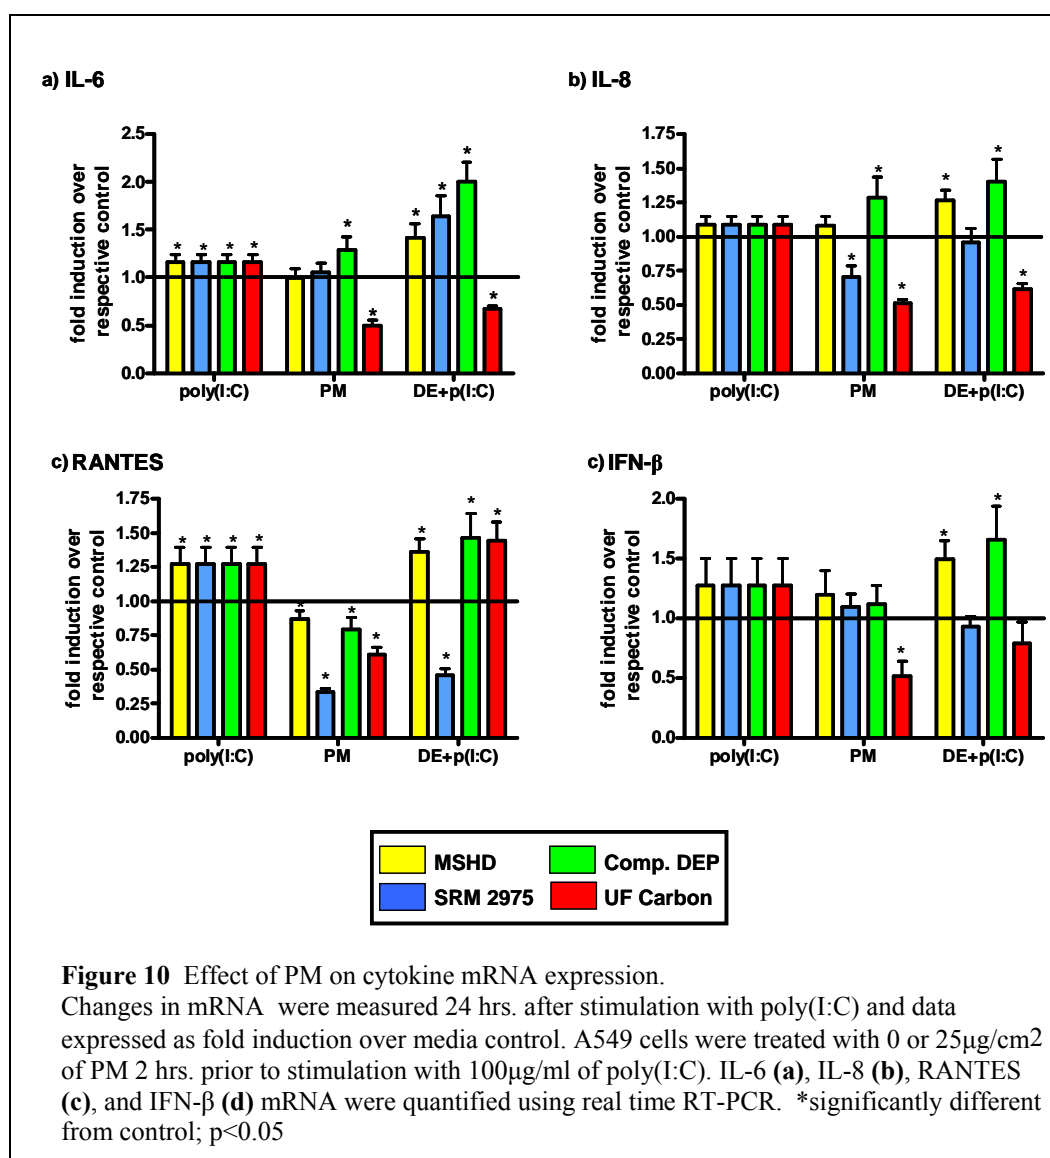 a) IL-6
fold induction over
respective control
2.5
2.0
1.5
1.0
0.5
0.0
* * * * * * * * * *
poly(I:C) PM DE+p(I:C)
b) IL-8
fold induction over
respective control
1.75
1.50
1.25
1.00
0.75
0.50
0.25
0.00
* * * * * *
poly(I:C) PM DE+p(I:C)
c) RANTES
fold induction over
respective control
1.75
1.50
1.25
1.00
0.75
0.50
0.25
0.00
* * * * * * * * * * * *
poly(I:C) PM DE+p(I:C)
c) IFN-β
fold induction over
respective control
2.0
1.5
1.0
0.5
0.0
* * *
poly(I:C) PM DE+p(I:C)
MSHD Comp. DEP
SRM 2975 UF Carbon
Figure 10 Effect of PM on cytokine mRNA expression.
Changes in mRNA were measured 24 hrs. after stimulation with poly(I:C) and data
expressed as fold induction over media control. A549 cells were treated with 0 or 25μg/cm2
of PM 2 hrs. prior to stimulation with 100μg/ml of poly(I:C). IL-6 (a), IL-8 (b), RANTES
(c), and IFN-β (d) mRNA were quantified using real time RT-PCR. *significantly different
from control; p<0.05